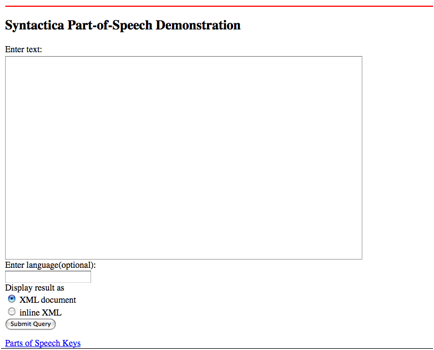 Syntactica Part-of-Speech Demonstration
Enter text:
Enter language(optional):
Display result as
XML document
inline XML
Submit Query
Parts of Speech Keys